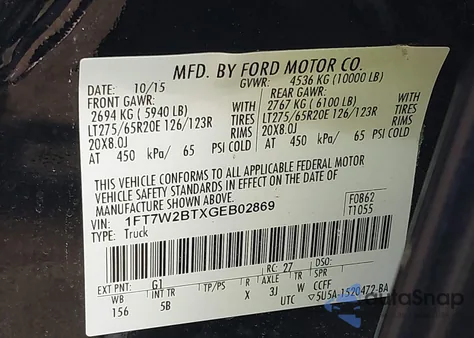 MFD. BY FORD MOTOR CO.
DATE: 10/15 GVWR: 4536 KG (10000 LB)
FRONT GAWR: REAR GAWR:
2694 KG ( 5940 LB) WITH 2767 KG ( 6100 LB) WITH
LT275/65R20E 126/123R TIRES LT275/65R20E 126/123R TIRES
20X8.0J RIMS 20X8.0J RIMS
AT 450 kPa/ 65 PSI COLD AT 450 kPa/ 65 PSI COLD
THIS VEHICLE CONFORMS TO ALL APPLICABLE FEDERAL MOTOR
VEHICLE SAFETY STANDARDS IN EFFECT ON THE DATE OF
MANUFACTURE SHOWN ABOVE.
VIN: 1FT7W2BTXGEB02869
TYPE: Truck
F0B62
T1055
EXT PNT: G1 RC: 27 DSO:
WB INT TR TP/PS R AXLE TR SPR
156 5B X 3J W CCFF
UTC ▽5U5A-1520472-BA
autoSnap